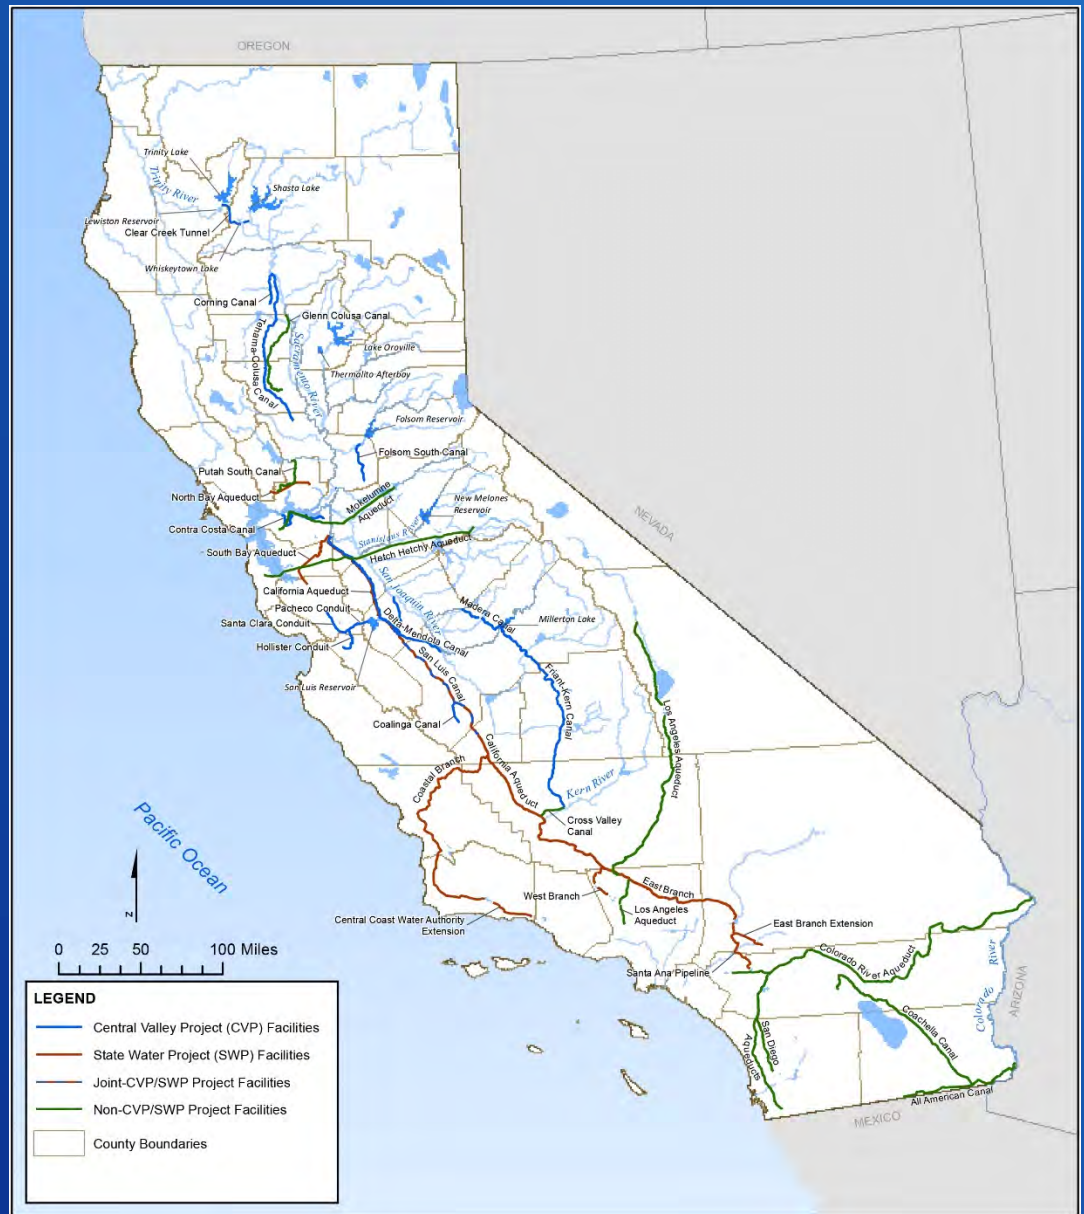 OREGON
Trinity Lake
Trinity River
Shasta Lake
Lewiston Reservoir
Clear Creek Tunnel
Whiskeytown Lake
Corning Canal
Glenn Colusa Canal
Tehama-Colusa Canal
Sacramento River
Lake Oroville
Thermalito Afterbay
Folsom Reservoir
Folsom South Canal
Putah South Canal
North Bay Aqueduct
Mokelumne
Aqueduct
New Melones
Reservoir
Contra Costa Canal
Stanislaus River
South Bay Aqueduct
Hetch Hetchy Aqueduct
NEVADA
California Aqueduct
San Joaquin River
Pacheco Conduit
Santa Clara Conduit
Madera Canal
Millerton Lake
Delta-Mendota Canal
Hollister Conduit
San Luis Canal
San Luis Reservoir
Friant-Kern Canal
Coalinga Canal
Los Angeles Aqueduct
California Aqueduct
Coastal Branch
Kern River
Cross Valley
Canal
Pacific Ocean
N
West Branch
East Branch
Los Angeles
Aqueduct
Central Coast Water Authority
Extension
East Branch Extension
0 25 50 100 Miles
Santa Ana Pipeline
Colorado River Aqueduct
Colorado River
ARIZONA
Coachella Canal
San Diego
Aqueducts
All American Canal
MEXICO
LEGEND
Central Valley Project (CVP) Facilities
State Water Project (SWP) Facilities
Joint-CVP/SWP Project Facilities
Non-CVP/SWP Project Facilities
County Boundaries